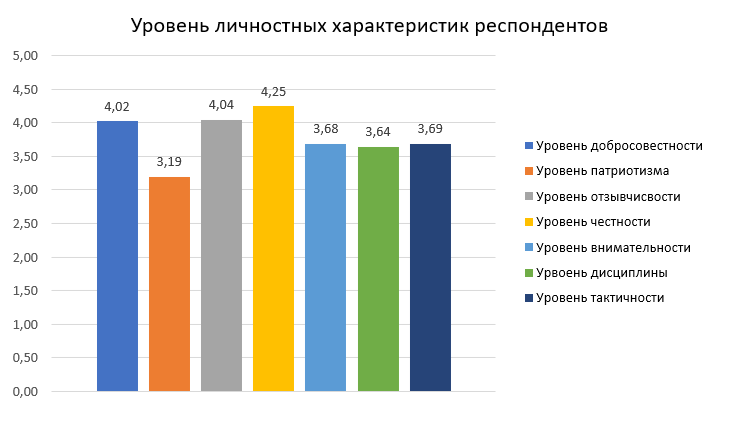 Уровень личностных характеристик респондентов
5,00
4,50
4,00
3,50
3,00
2,50
2,00
1,50
1,00
0,50
0,00
4,02
3,19
4,04
4,25
3,68
3,64
3,69
Уровень добросовестности
Уровень патриотизма
Уровень отзывчисвости
Уровень честности
Уровень внимательности
Урвоень дисциплины
Уровень тактичности